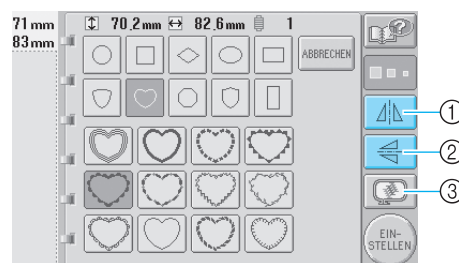 71 mm
83 mm
70,2 mm 82,6 mm 1
ABBRECHEN
1
2
3
EIN-
STELLEN